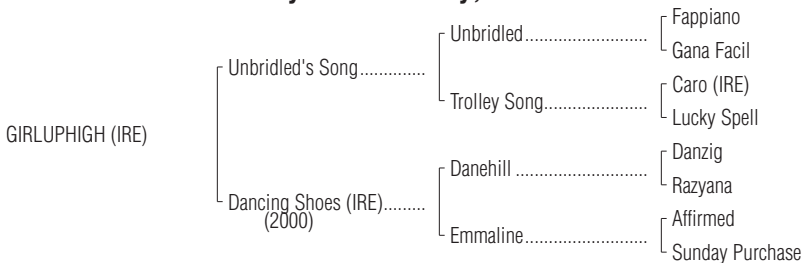 Fappiano
Unbridled
Gana Facil
Unbridled's Song
Caro (IRE)
Trolley Song
Lucky Spell
GIRLUPHIGH (IRE)
Danzig
Danehill
Razyana
Dancing Shoes (IRE)
(2000)
Affirmed
Emmaline
Sunday Purchase